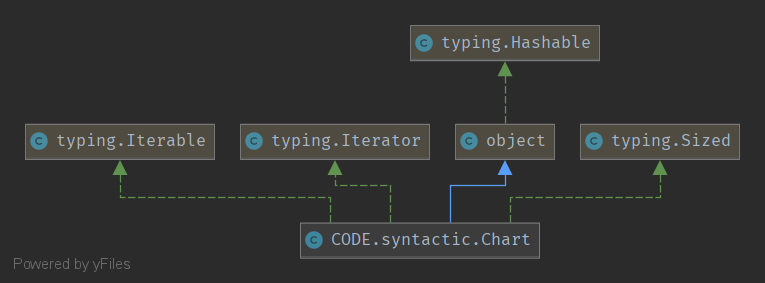 C typing.Hashable
C typing.Iterable
C typing.Iterator
C object
C typing.Sized
C CODE.syntactic.Chart
Powered by yFiles